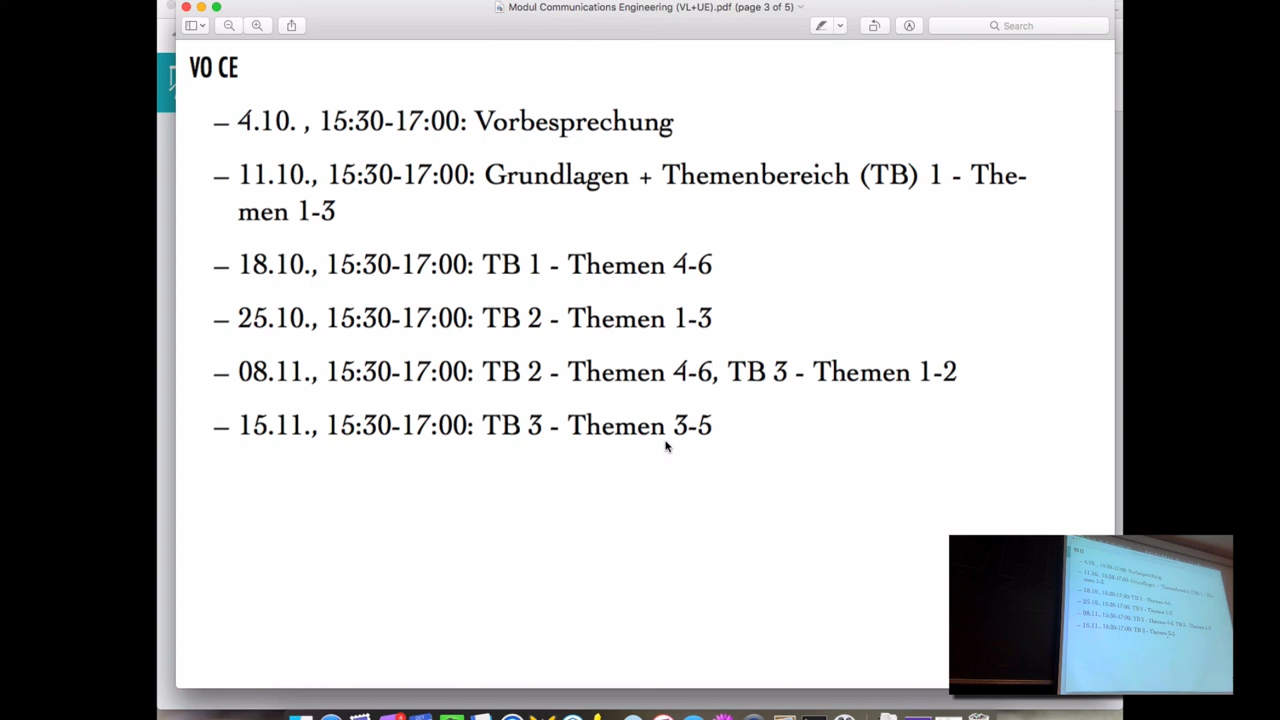 Modul Communications Engineering (VL+UE).pdf (page 3 of 5)
Search
VO CE
– 4.10. , 15:30-17:00: Vorbesprechung
– 11.10., 15:30-17:00: Grundlagen + Themenbereich (TB) 1 - The-
men 1-3
– 18.10., 15:30-17:00: TB 1 - Themen 4-6
– 25.10., 15:30-17:00: TB 2 - Themen 1-3
– 08.11., 15:30-17:00: TB 2 - Themen 4-6, TB 3 - Themen 1-2
– 15.11., 15:30-17:00: TB 3 - Themen 3-5